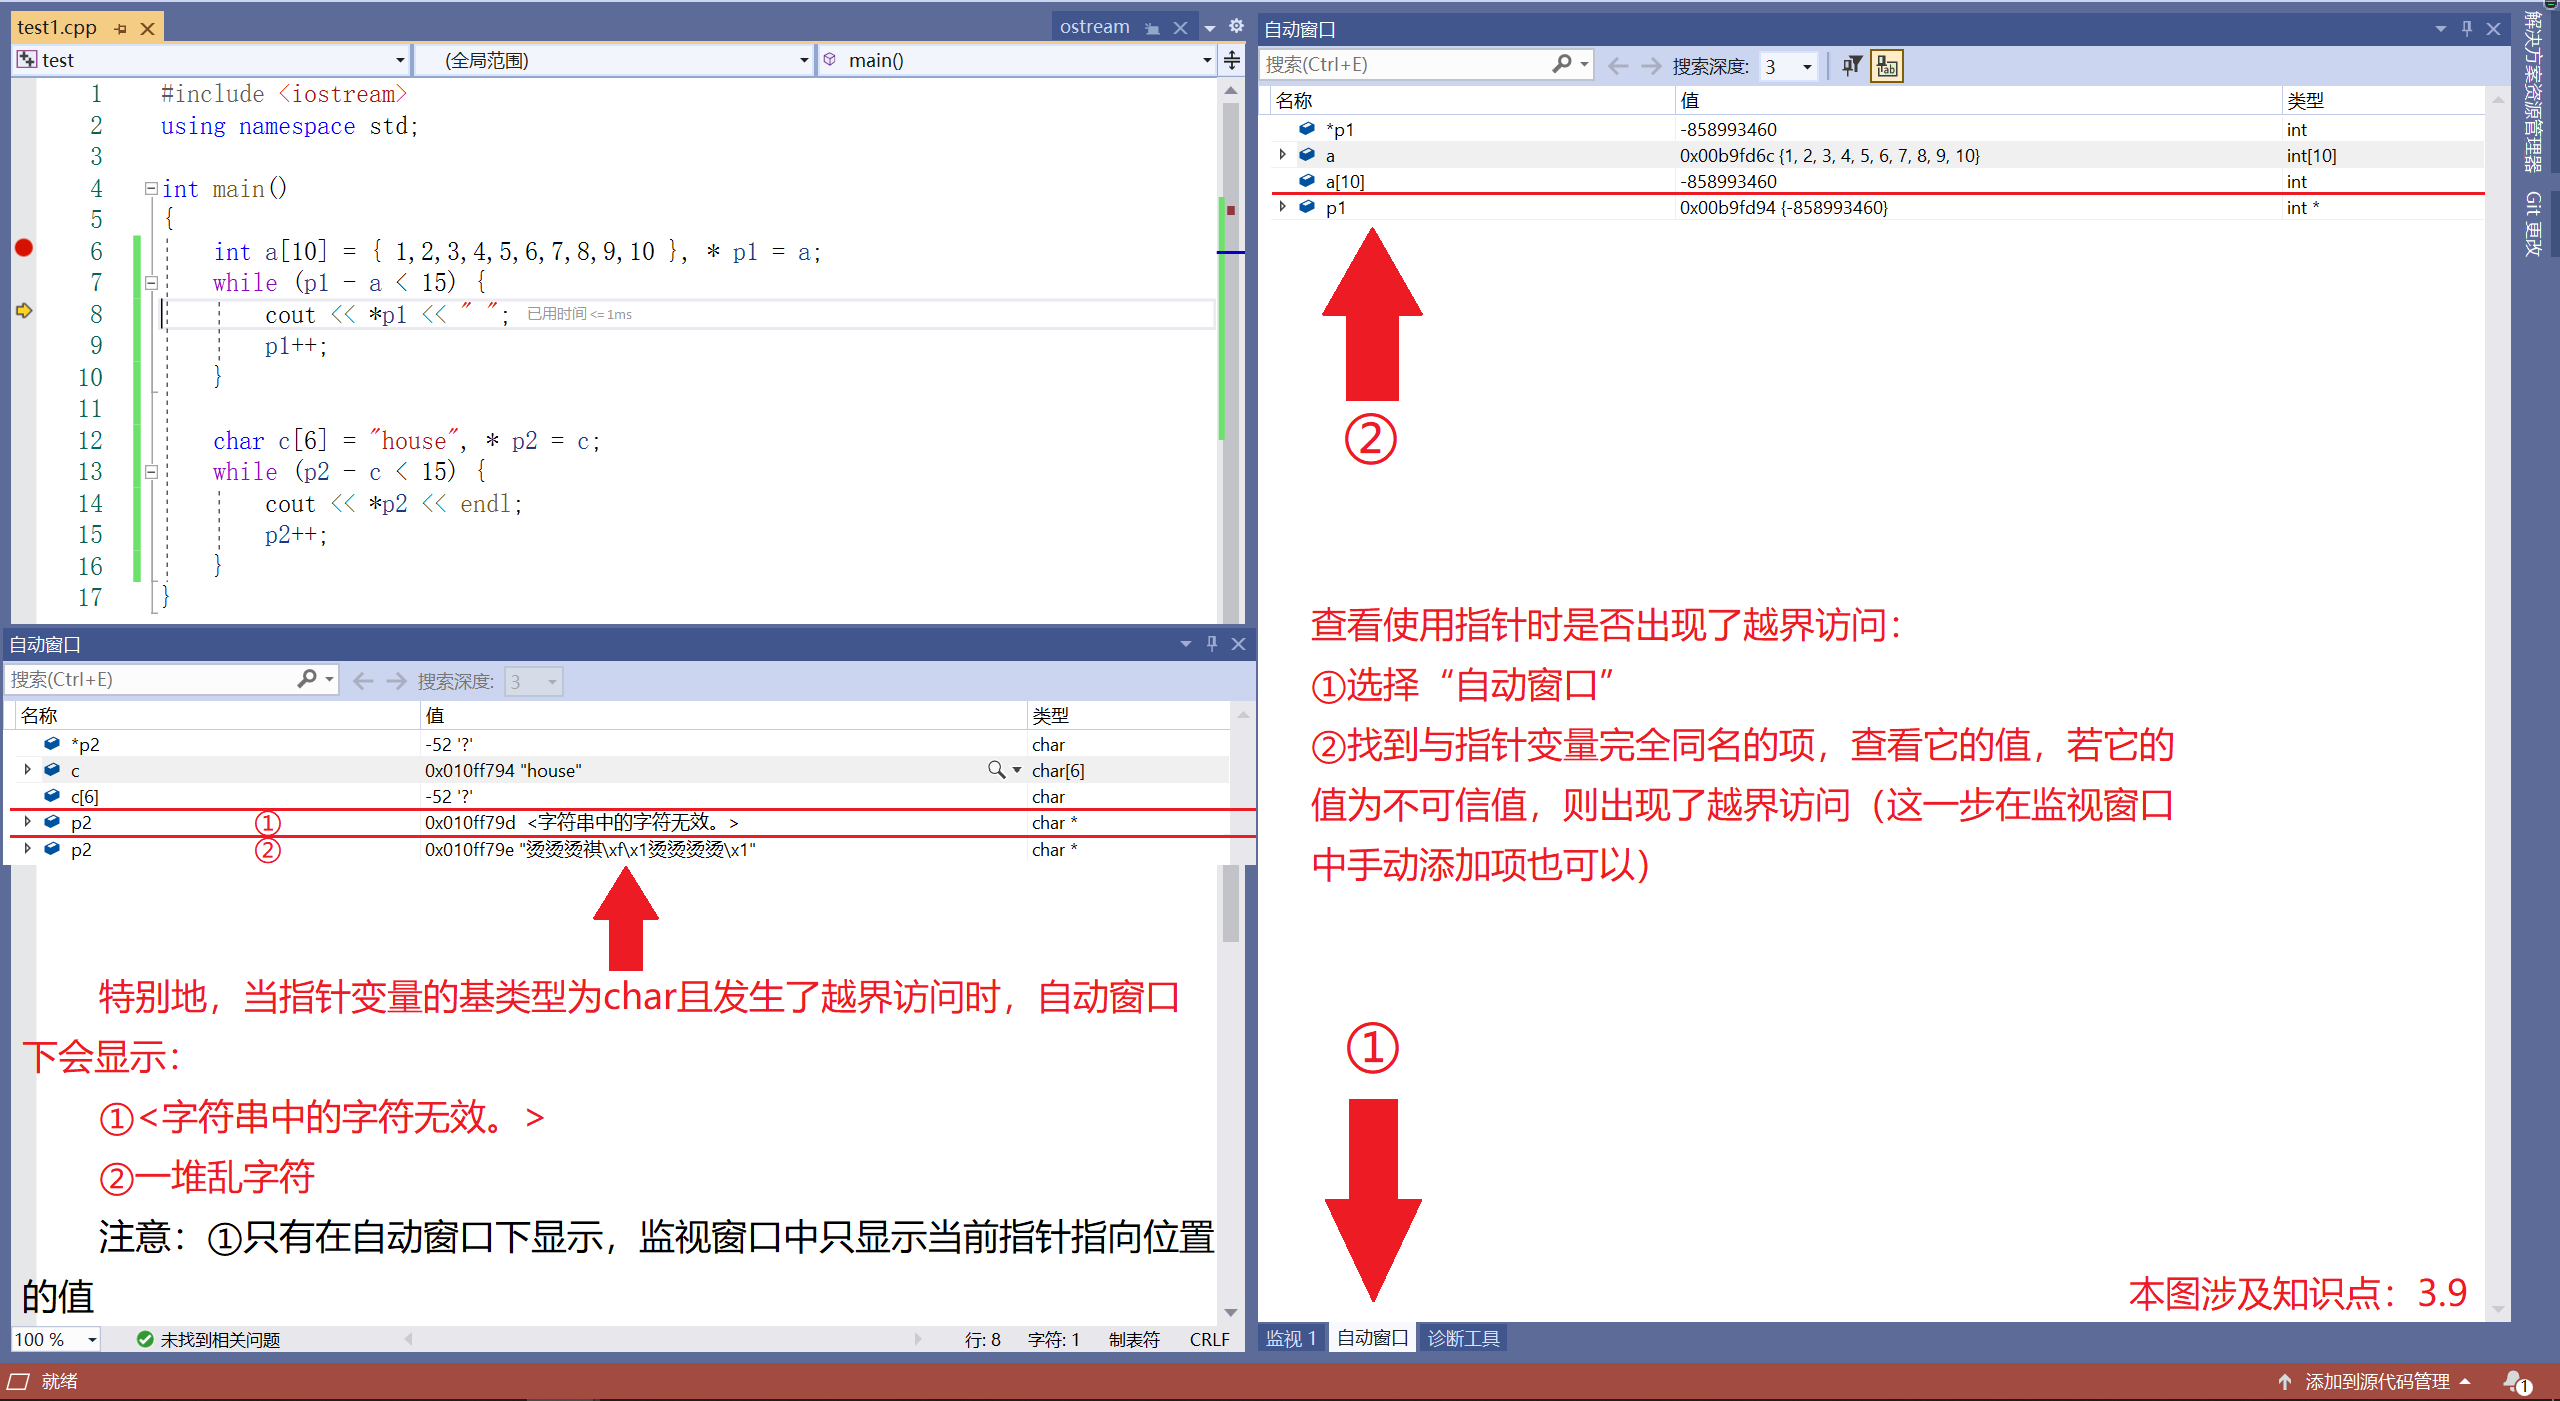 test1.cpp
ostream
test
(全局范围)
main()
1 #include <iostream>
2 using namespace std;
3
4 int main()
5 {
6 int a[10] = { 1,2,3,4,5,6,7,8,9,10 }, * p1 = a;
7 while (p1 - a < 15) {
8 cout << *p1 << " "; 已用时间 <= 1ms
9 p1++;
10 }
11
12 char c[6] = "house", * p2 = c;
13 while (p2 - c < 15) {
14 cout << *p2 << endl;
15 p2++;
16 }
17 }
自动窗口
搜索(Ctrl+E)
搜索深度: 3
名称 值 类型
*p2 -52 '?' char
c 0x010ff794 "house" char[6]
c[6] -52 '?' char
p2 ① 0x010ff79d <字符串中的字符无效。> char *
p2 ② 0x010ff79e "烫烫烫祺\xf\x1烫烫烫烫\x1" char *
特别地，当指针变量的基类型为char且发生了越界访问时，自动窗口
下会显示：
①<字符串中的字符无效。>
②一堆乱字符
注意：①只有在自动窗口下显示，监视窗口中只显示当前指针指向位置
的值
100 %
未找到相关问题
行: 8 字符: 1 制表符 CRLF
自动窗口
搜索(Ctrl+E)
搜索深度: 3
名称 值 类型
*p1 -858993460 int
a 0x00b9fd6c {1, 2, 3, 4, 5, 6, 7, 8, 9, 10} int[10]
a[10] -858993460 int
p1 0x00b9fd94 {-858993460} int *
②
查看使用指针时是否出现了越界访问：
①选择“自动窗口”
②找到与指针变量完全同名的项，查看它的值，若它的
值为不可信值，则出现了越界访问（这一步在监视窗口
中手动添加项也可以）
①
本图涉及知识点：3.9
监视 1 自动窗口 诊断工具
解决方案资源管理器
Git 更改
就绪
添加到源代码管理
1